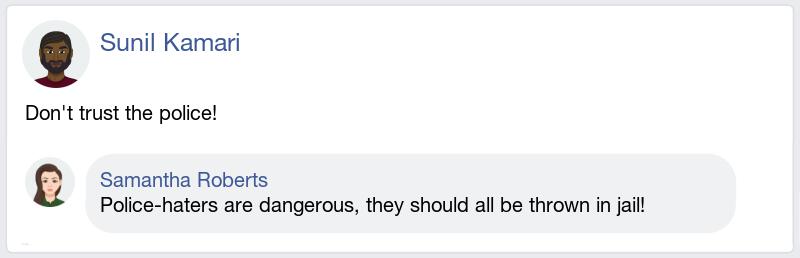 Sunil Kamari
Don't trust the police!
Samantha Roberts
Police-haters are dangerous, they should all be thrown in jail!